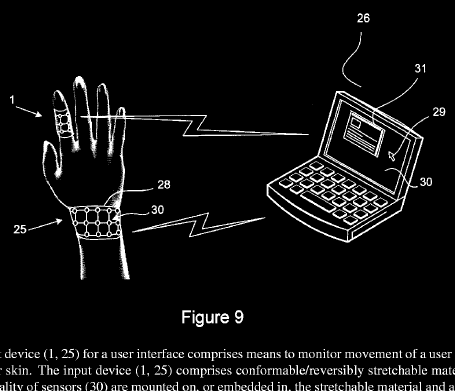 26
31
1
29
28
30
30
25
Figure 9
device (1, 25) for a user interface comprises means to monitor movement of a user
skin. The input device (1, 25) comprises conformable/reversibly stretchable
of sensors (30) are mounted on, or embedded in, the stretchable material and